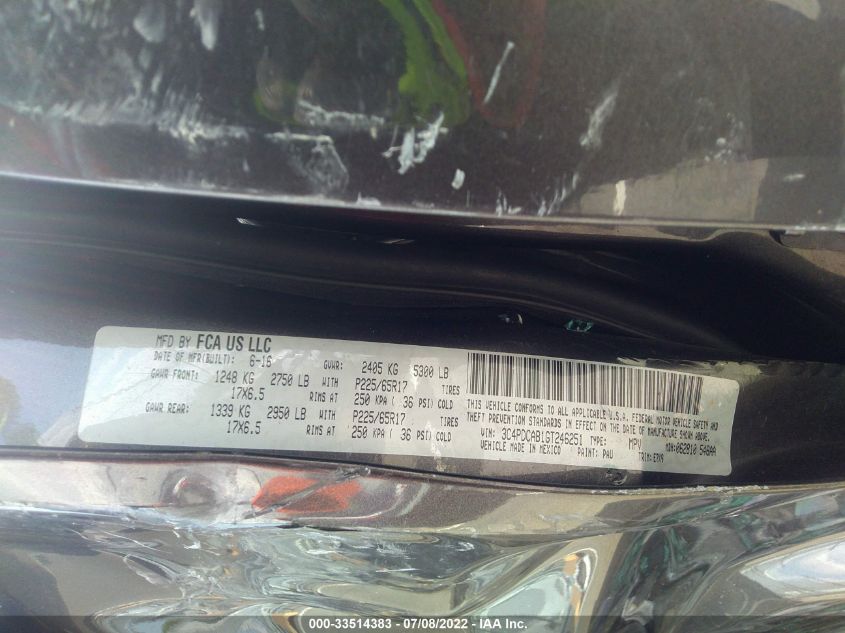 MFD BY FCA US LLC
DATE OF MFR(BUILT): 6-16 GVWR: 2405 KG 5300 LB
GAWR FRONT: 1248 KG 2750 LB WITH P225/65R17 TIRES
17X6.5 RIMS AT 250 KPA ( 36 PSI) COLD
GAWR REAR: 1339 KG 2950 LB WITH P225/65R17 TIRES
17X6.5 RIMS AT 250 KPA ( 36 PSI) COLD
THIS VEHICLE CONFORMS TO ALL APPLICABLE U.S.A. FEDERAL MOTOR VEHICLE SAFETY AND
THEFT PREVENTION STANDARDS IN EFFECT ON THE DATE OF MANUFACTURE SHOWN ABOVE.
VIN: 3C4PDCAB1GT246251 TYPE: MPV
VEHICLE MADE IN MEXICO PAINT: PAU
000-33514383 - 07/08/2022 - IAA Inc.